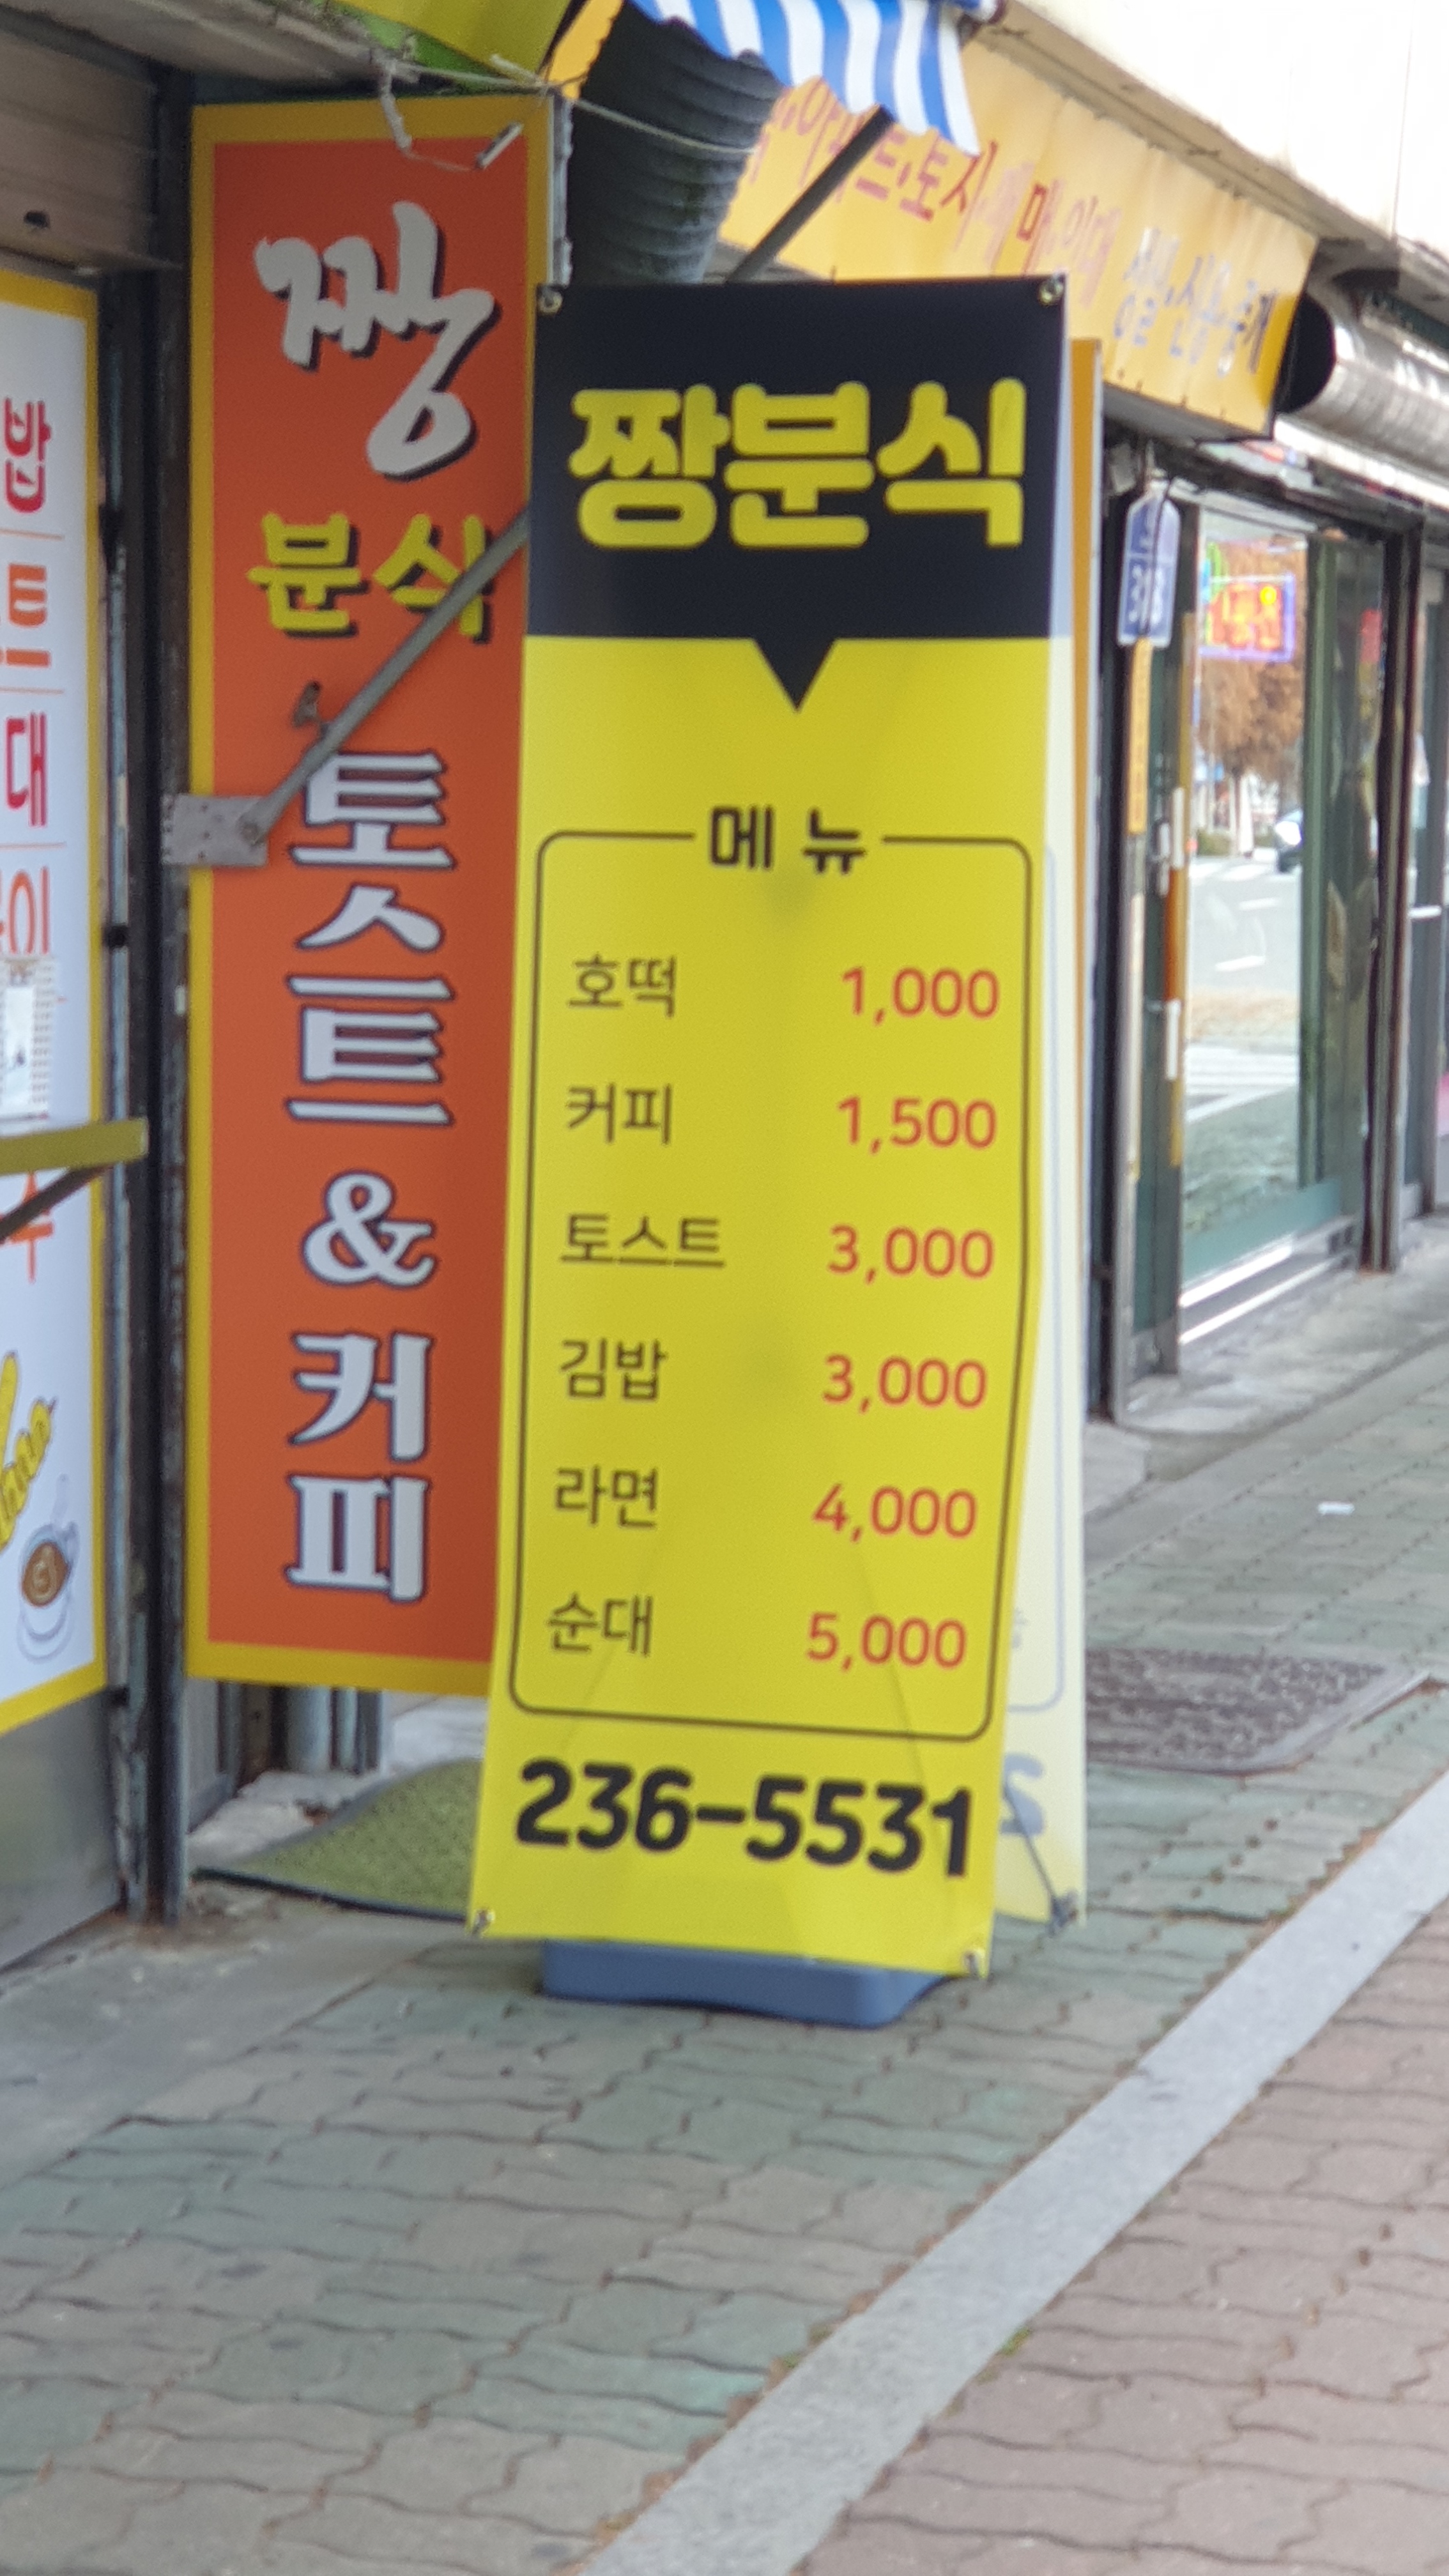 짱
분식
토스트 & 커피
짱분식
메뉴
호떡 1,000
커피 1,500
토스트 3,000
김밥 3,000
라면 4,000
순대 5,000
236-5531